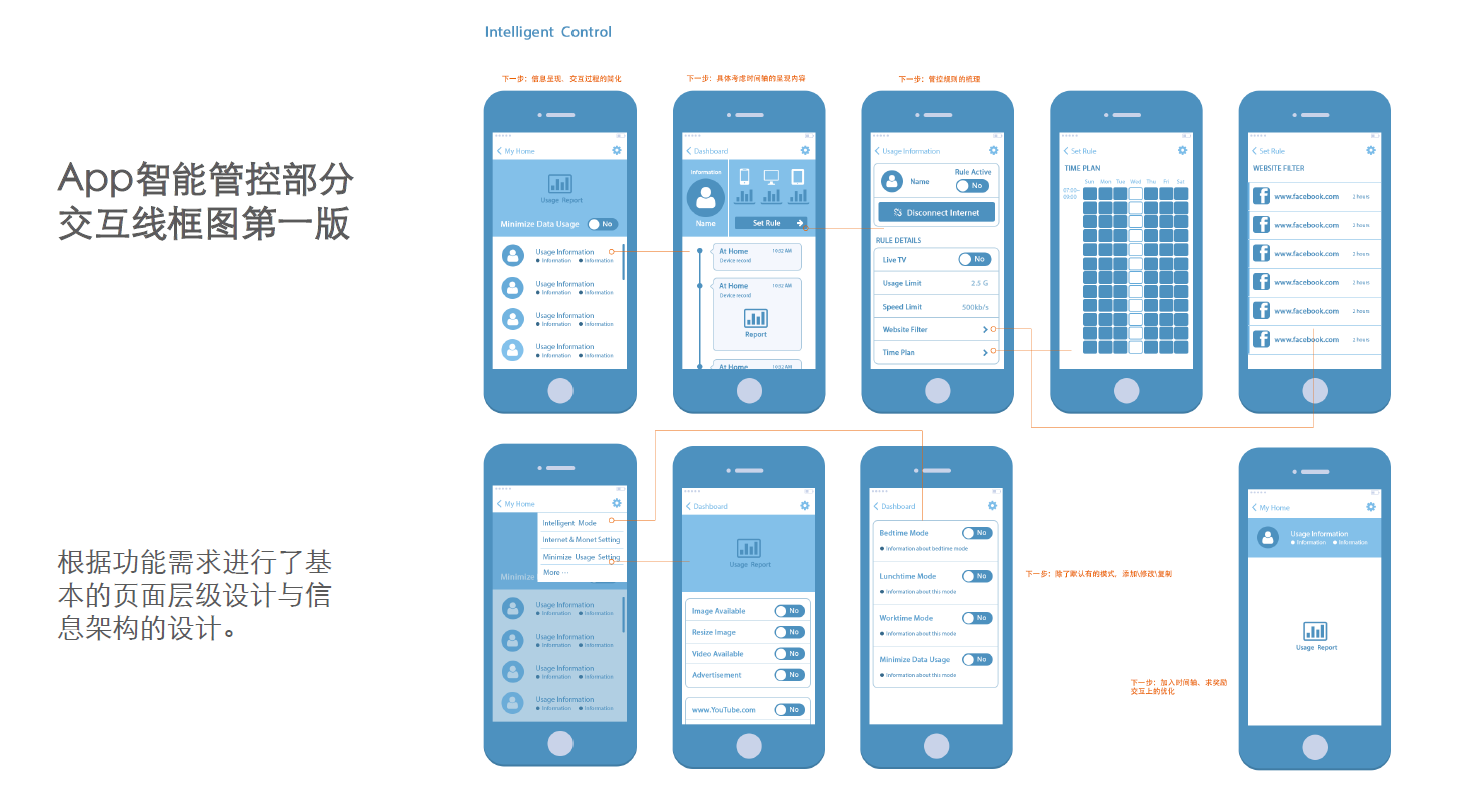 Intelligent Control
App智能管控部分
交互线框图第一版
根据功能需求进行了基
本的页面层级设计与信
息架构的设计。
下一步：信息呈现、交互过程的简化
My Home
Usage Report
Minimize Data Usage No
Usage Information
Information Information
Usage Information
Information Information
Usage Information
Information Information
Usage Information
Information Information
下一步：具体考虑时间轴的呈现内容
Dashboard
Information
Name
Set Rule
At Home 10:32 AM
Device record
At Home 10:32 AM
Device record
Report
At Home 10:32 AM
下一步：管控规则的梳理
Usage Information
Rule Active
Name No
Disconnect Internet
RULE DETAILS
Live TV No
Usage Limit 2.5 G
Speed Limit 500kb/s
Website Filter
Time Plan
Set Rule
TIME PLAN
Sun Mon Tue Wed Thu Fri Sat
07:00~
09:00
Set Rule
WEBSITE FILTER
www.facebook.com 2 hours
www.facebook.com 2 hours
www.facebook.com 2 hours
www.facebook.com 2 hours
www.facebook.com 2 hours
www.facebook.com 2 hours
My Home
Intelligent Mode
Internet & Monet Setting
Minimize Usage Setting
More ···
Minimize
Usage Information
Information Information
Usage Information
Information Information
Usage Information
Information Information
Usage Information
Information Information
Dashboard
Usage Report
Image Available No
Resize Image No
Video Available No
Advertisement No
www.YouTube.com No
Dashboard
Bedtime Mode No
Information about bedtime mode
Lunchtime Mode No
Information about this mode
Worktime Mode No
Information about this mode
Minimize Data Usage No
Information about this mode
下一步：除了默认有的模式，添加\修改\复制
下一步：加入时间轴、求奖励
交互上的优化
My Home
Usage Information
Information Information
Usage Report